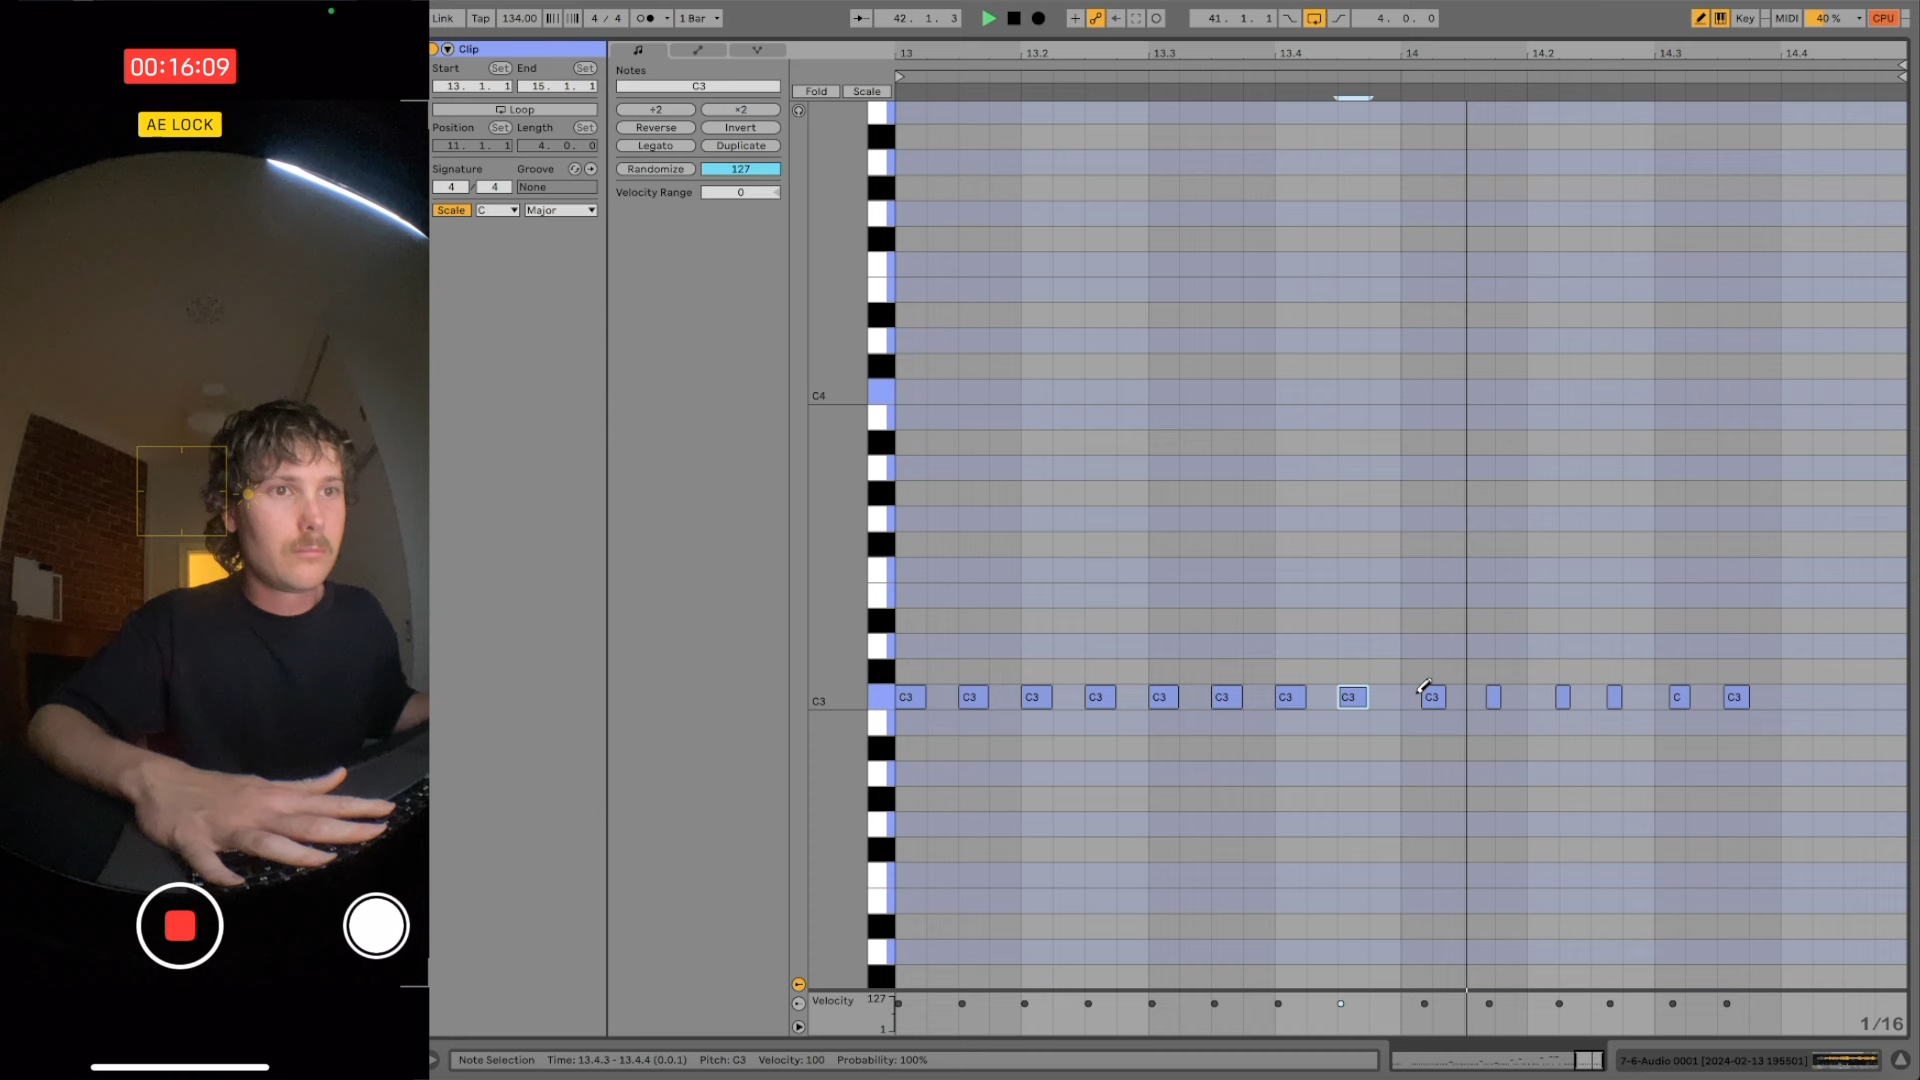 00:16:09
AE LOCK
Link Tap 134.00 4 / 4 1 Bar 42. 1. 3 41. 1. 1 4. 0. 0 Key MIDI 40 % CPU
Clip
Start Set End Set
13. 1. 1 15. 1. 1
Loop
Position Set Length Set
11. 1. 1 4. 0. 0
Signature Groove
4 / 4 None
Scale C Major
Notes
C3
÷2 ×2
Reverse Invert
Legato Duplicate
Randomize 127
Velocity Range 0
Fold Scale
13 13.2 13.3 13.4 14 14.2 14.3 14.4
C4
C3
C3 C3 C3 C3 C3 C3 C3 C3 C3 C C3
Velocity 127
1
1/16
Note Selection Time: 13.4.3 - 13.4.4 (0.0.1) Pitch: C3 Velocity: 100 Probability: 100%
7-6-Audio 0001 [2024-02-13 195501]